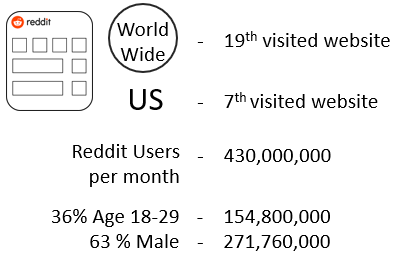 reddit
World
Wide - 19th visited website
US - 7th visited website
Reddit Users
per month - 430,000,000
36% Age 18-29 - 154,800,000
63 % Male - 271,760,000